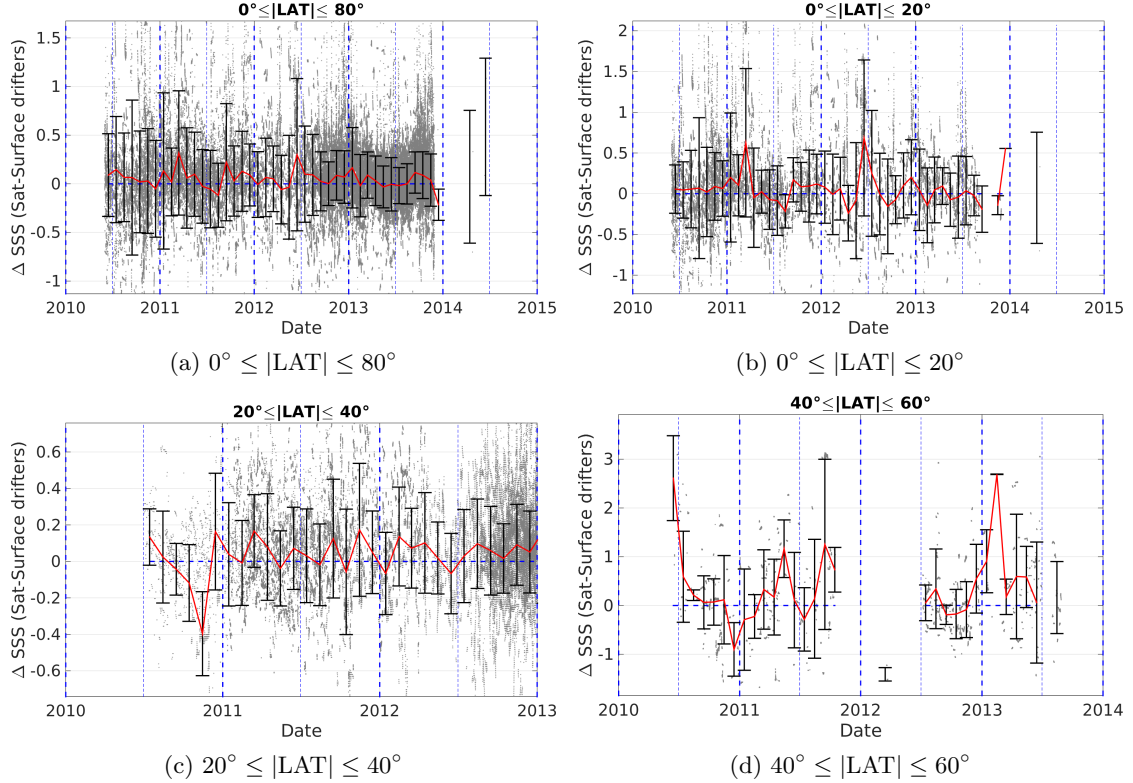 0°≤|LAT|≤ 80°
Δ SSS (Sat-Surface drifters)
1.5
1
0.5
0
-0.5
-1
2010 2011 2012 2013 2014 2015
Date
(a) 0° ≤ |LAT| ≤ 80°
0°≤|LAT|≤ 20°
Δ SSS (Sat-Surface drifters)
2
1.5
1
0.5
0
-0.5
-1
2010 2011 2012 2013 2014 2015
Date
(b) 0° ≤ |LAT| ≤ 20°
20°≤|LAT|≤ 40°
Δ SSS (Sat-Surface drifters)
0.6
0.4
0.2
0
-0.2
-0.4
-0.6
2010 2011 2012 2013
Date
(c) 20° ≤ |LAT| ≤ 40°
40°≤|LAT|≤ 60°
Δ SSS (Sat-Surface drifters)
3
2
1
0
-1
2010 2011 2012 2013 2014
Date
(d) 40° ≤ |LAT| ≤ 60°